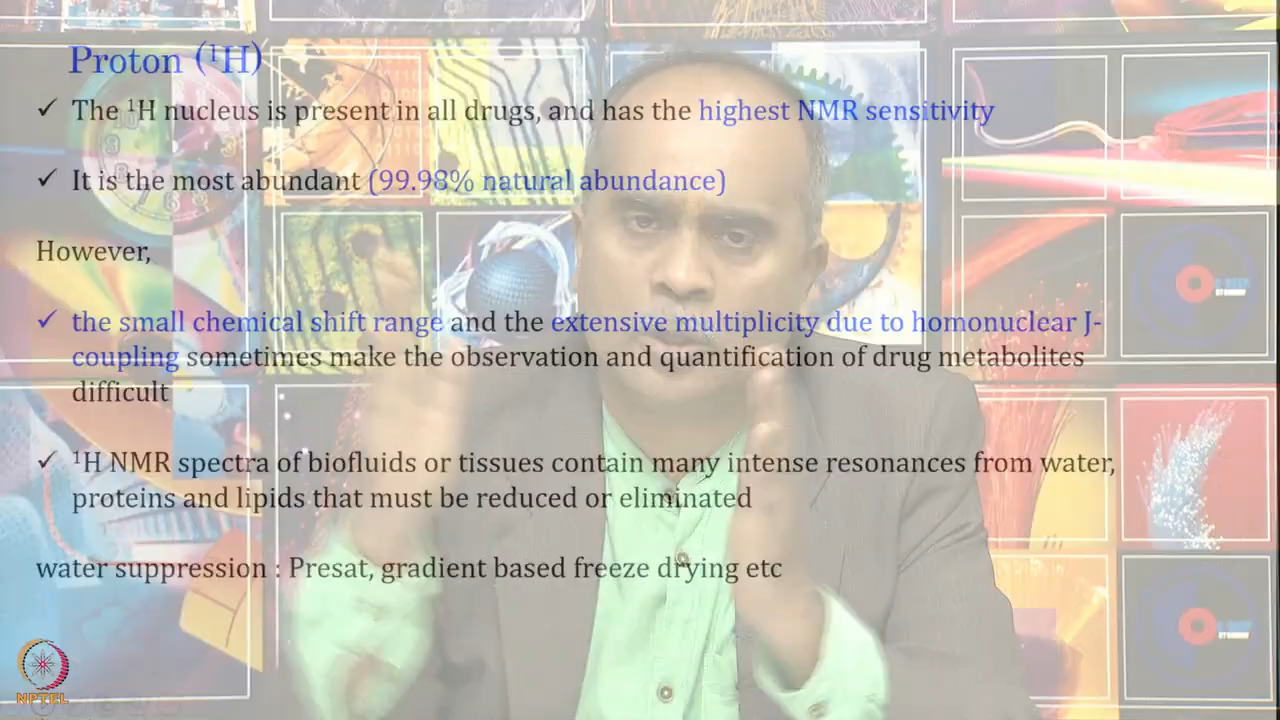 Proton (¹H)
✓ The ¹H nucleus is present in all drugs, and has the highest NMR sensitivity
✓ It is the most abundant (99.98% natural abundance)
However,
✓ the small chemical shift range and the extensive multiplicity due to homonuclear J-
coupling sometimes make the observation and quantification of drug metabolites
difficult
✓ ¹H NMR spectra of biofluids or tissues contain many intense resonances from water,
proteins and lipids that must be reduced or eliminated
water suppression : Presat, gradient based freeze drying etc
NPTEL